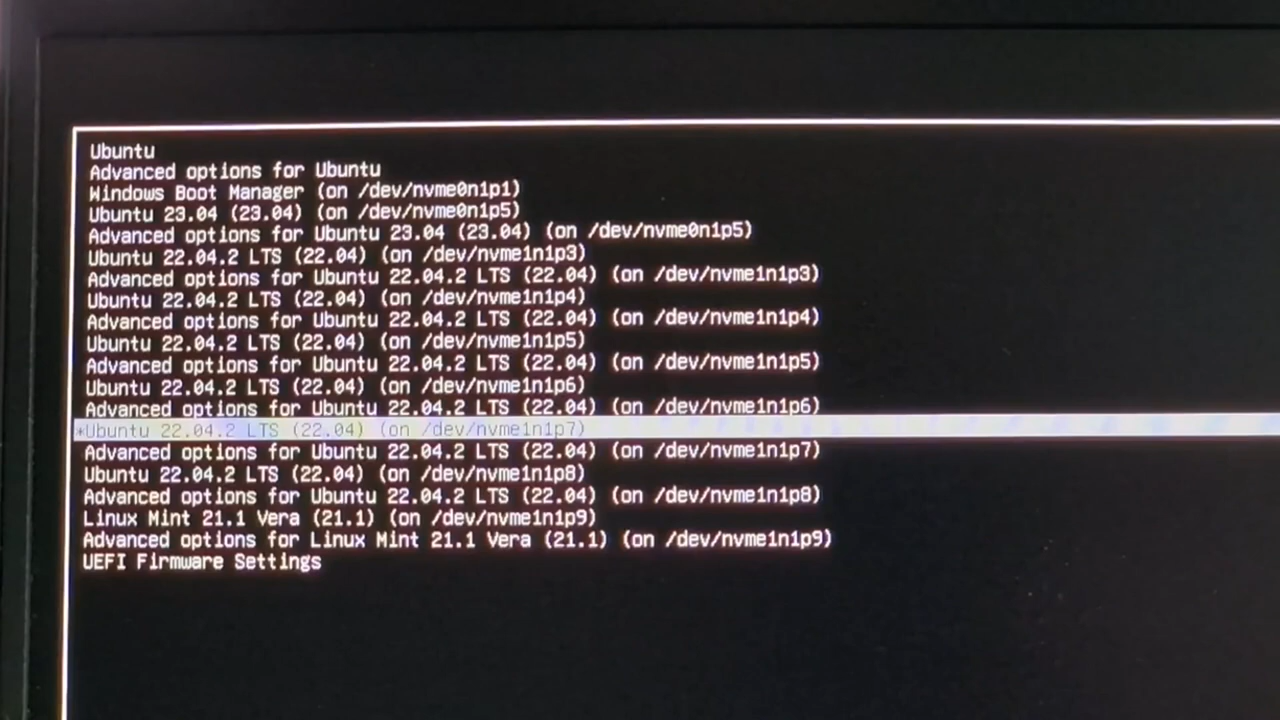 Ubuntu
Advanced options for Ubuntu
Windows Boot Manager (on /dev/nvme0n1p1)
Ubuntu 23.04 (23.04) (on /dev/nvme0n1p5)
Advanced options for Ubuntu 23.04 (23.04) (on /dev/nvme0n1p5)
Ubuntu 22.04.2 LTS (22.04) (on /dev/nvme1n1p3)
Advanced options for Ubuntu 22.04.2 LTS (22.04) (on /dev/nvme1n1p3)
Ubuntu 22.04.2 LTS (22.04) (on /dev/nvme1n1p4)
Advanced options for Ubuntu 22.04.2 LTS (22.04) (on /dev/nvme1n1p4)
Ubuntu 22.04.2 LTS (22.04) (on /dev/nvme1n1p5)
Advanced options for Ubuntu 22.04.2 LTS (22.04) (on /dev/nvme1n1p5)
Ubuntu 22.04.2 LTS (22.04) (on /dev/nvme1n1p6)
Advanced options for Ubuntu 22.04.2 LTS (22.04) (on /dev/nvme1n1p6)
*Ubuntu 22.04.2 LTS (22.04) (on /dev/nvme1n1p7)
Advanced options for Ubuntu 22.04.2 LTS (22.04) (on /dev/nvme1n1p7)
Ubuntu 22.04.2 LTS (22.04) (on /dev/nvme1n1p8)
Advanced options for Ubuntu 22.04.2 LTS (22.04) (on /dev/nvme1n1p8)
Linux Mint 21.1 Vera (21.1) (on /dev/nvme1n1p9)
Advanced options for Linux Mint 21.1 Vera (21.1) (on /dev/nvme1n1p9)
UEFI Firmware Settings